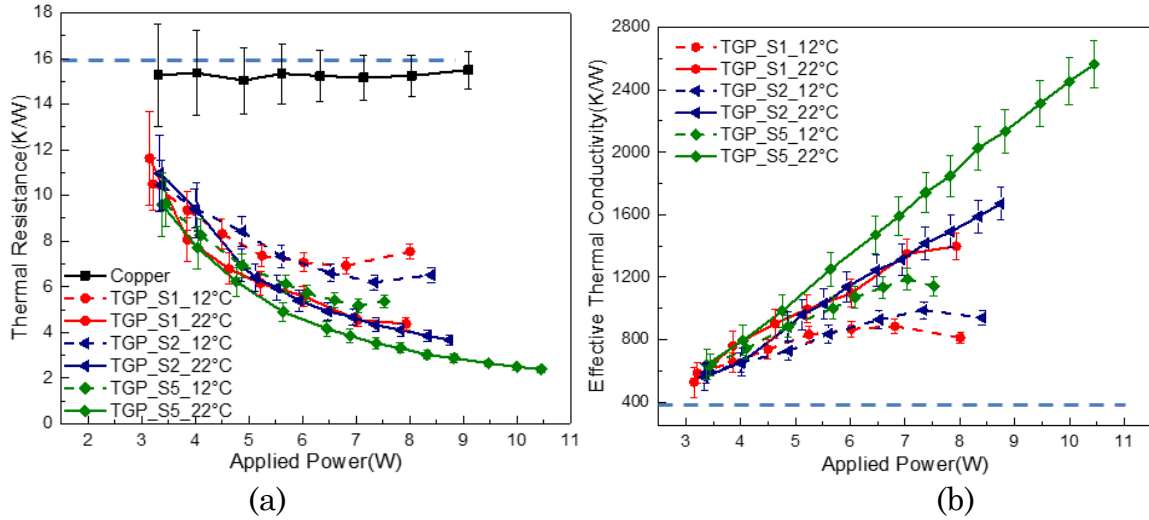 18
16
14
12
10
8
6
4
2
0
Thermal Resistance(K/W)
Copper
TGP_S1_12°C
TGP_S1_22°C
TGP_S2_12°C
TGP_S2_22°C
TGP_S5_12°C
TGP_S5_22°C
2 3 4 5 6 7 8 9 10 11
Applied Power(W)
(a)
2800
2400
2000
1600
1200
800
400
Effective Thermal Conductivity(K/W)
TGP_S1_12°C
TGP_S1_22°C
TGP_S2_12°C
TGP_S2_22°C
TGP_S5_12°C
TGP_S5_22°C
3 4 5 6 7 8 9 10 11
Applied Power(W)
(b)